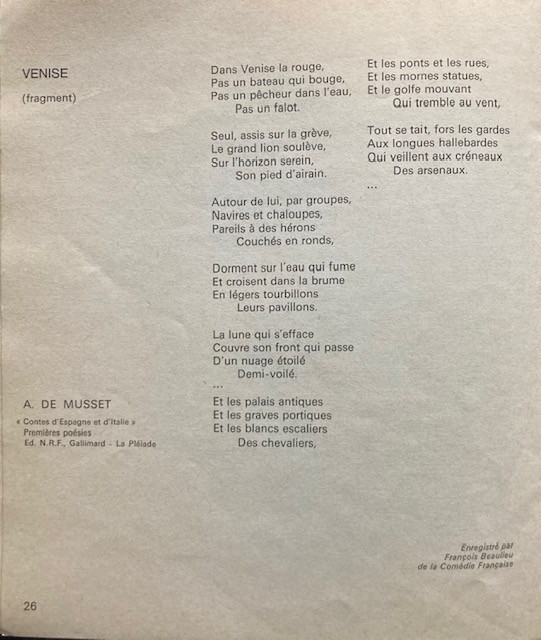 VENISE
(fragment)
Dans Venise la rouge,
Pas un bateau qui bouge,
Pas un pêcheur dans l'eau,
Pas un falot.
Seul, assis sur la grève,
Le grand lion soulève,
Sur l'horizon serein,
Son pied d'airain.
Autour de lui, par groupes,
Navires et chaloupes,
Pareils à des hérons
Couchés en ronds,
Dorment sur l'eau qui fume
Et croisent dans la brume
En légers tourbillons
Leurs pavillons.
La lune qui s'efface
Couvre son front qui passe
D'un nuage étoilé
Demi-voilé.
...
Et les palais antiques
Et les graves portiques
Et les blancs escaliers
Des chevaliers,
Et les ponts et les rues,
Et les mornes statues,
Et le golfe mouvant
Qui tremble au vent,
Tout se tait, fors les gardes
Aux longues hallebardes
Qui veillent aux créneaux
Des arsenaux.
...
A. DE MUSSET
« Contes d'Espagne et d'Italie »
Premières poésies
Ed. N.R.F., Gallimard - La Pléiade
Enregistré par
François Beaulieu
de la Comédie Française
26